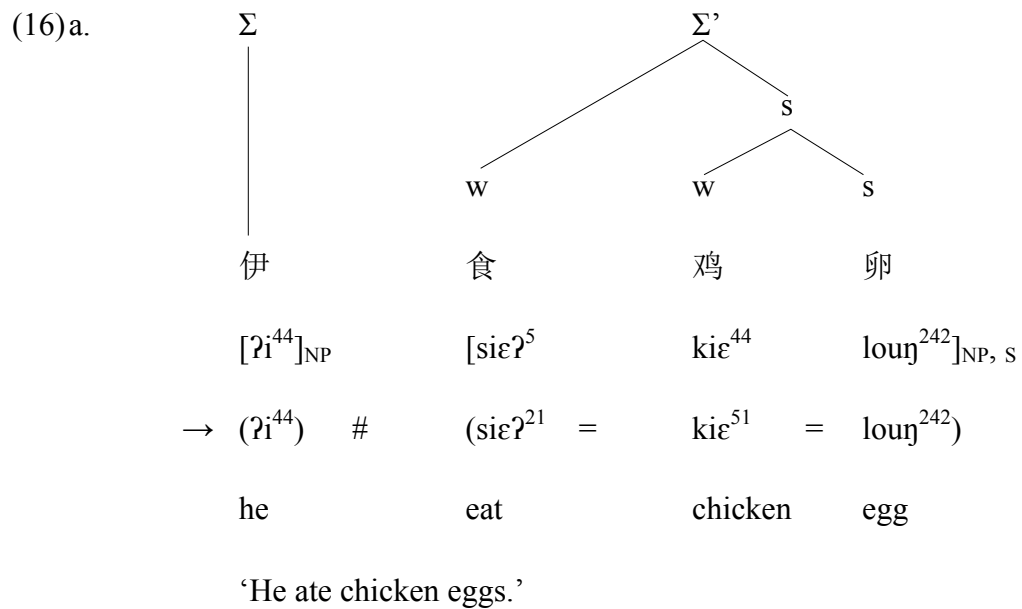 (16)a. Σ Σ’
s
w w s
伊 食 鸡 卵
[ʔi⁴⁴]NP [siɛʔ⁵ kiɛ⁴⁴ louŋ²⁴²]NP, S
→ (ʔi⁴⁴) # (siɛʔ²¹ = kiɛ⁵¹ = louŋ²⁴²)
he eat chicken egg
‘He ate chicken eggs.’